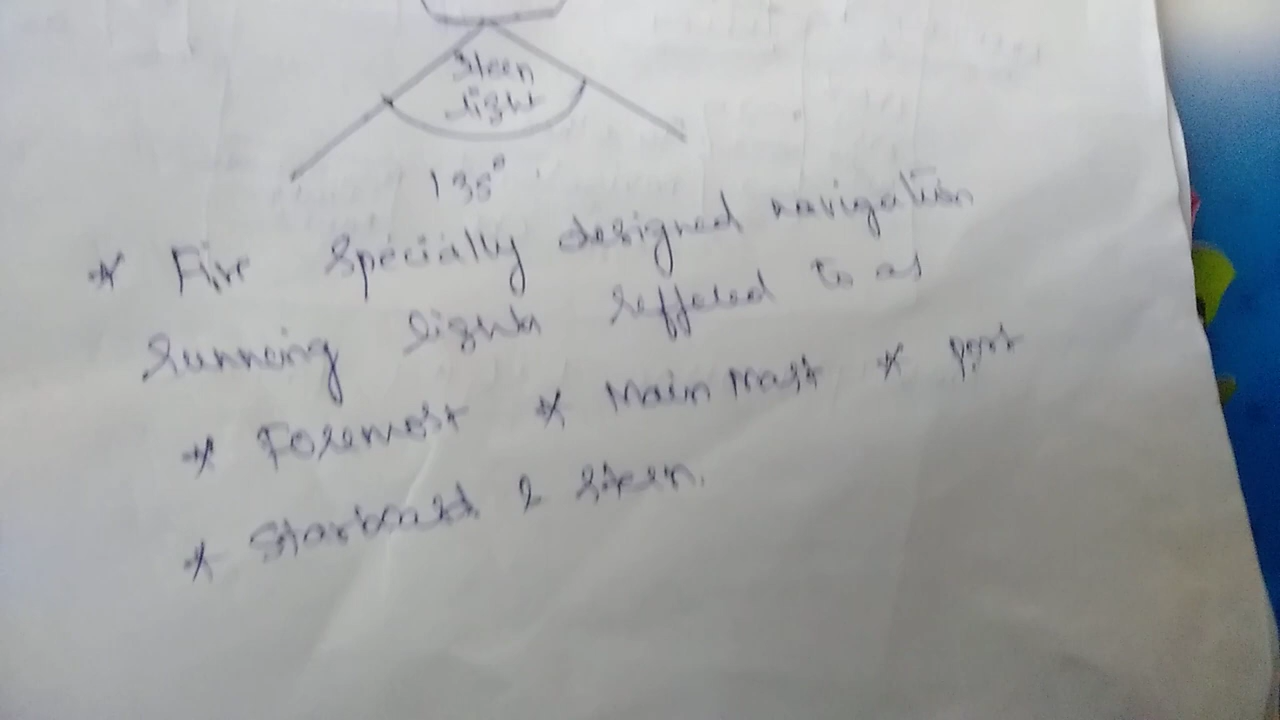 Steen
light
135°
* Five specially designed navigation
running lights reffered to as
* Foremost * Main Mast * port
* Starboard & Steen.